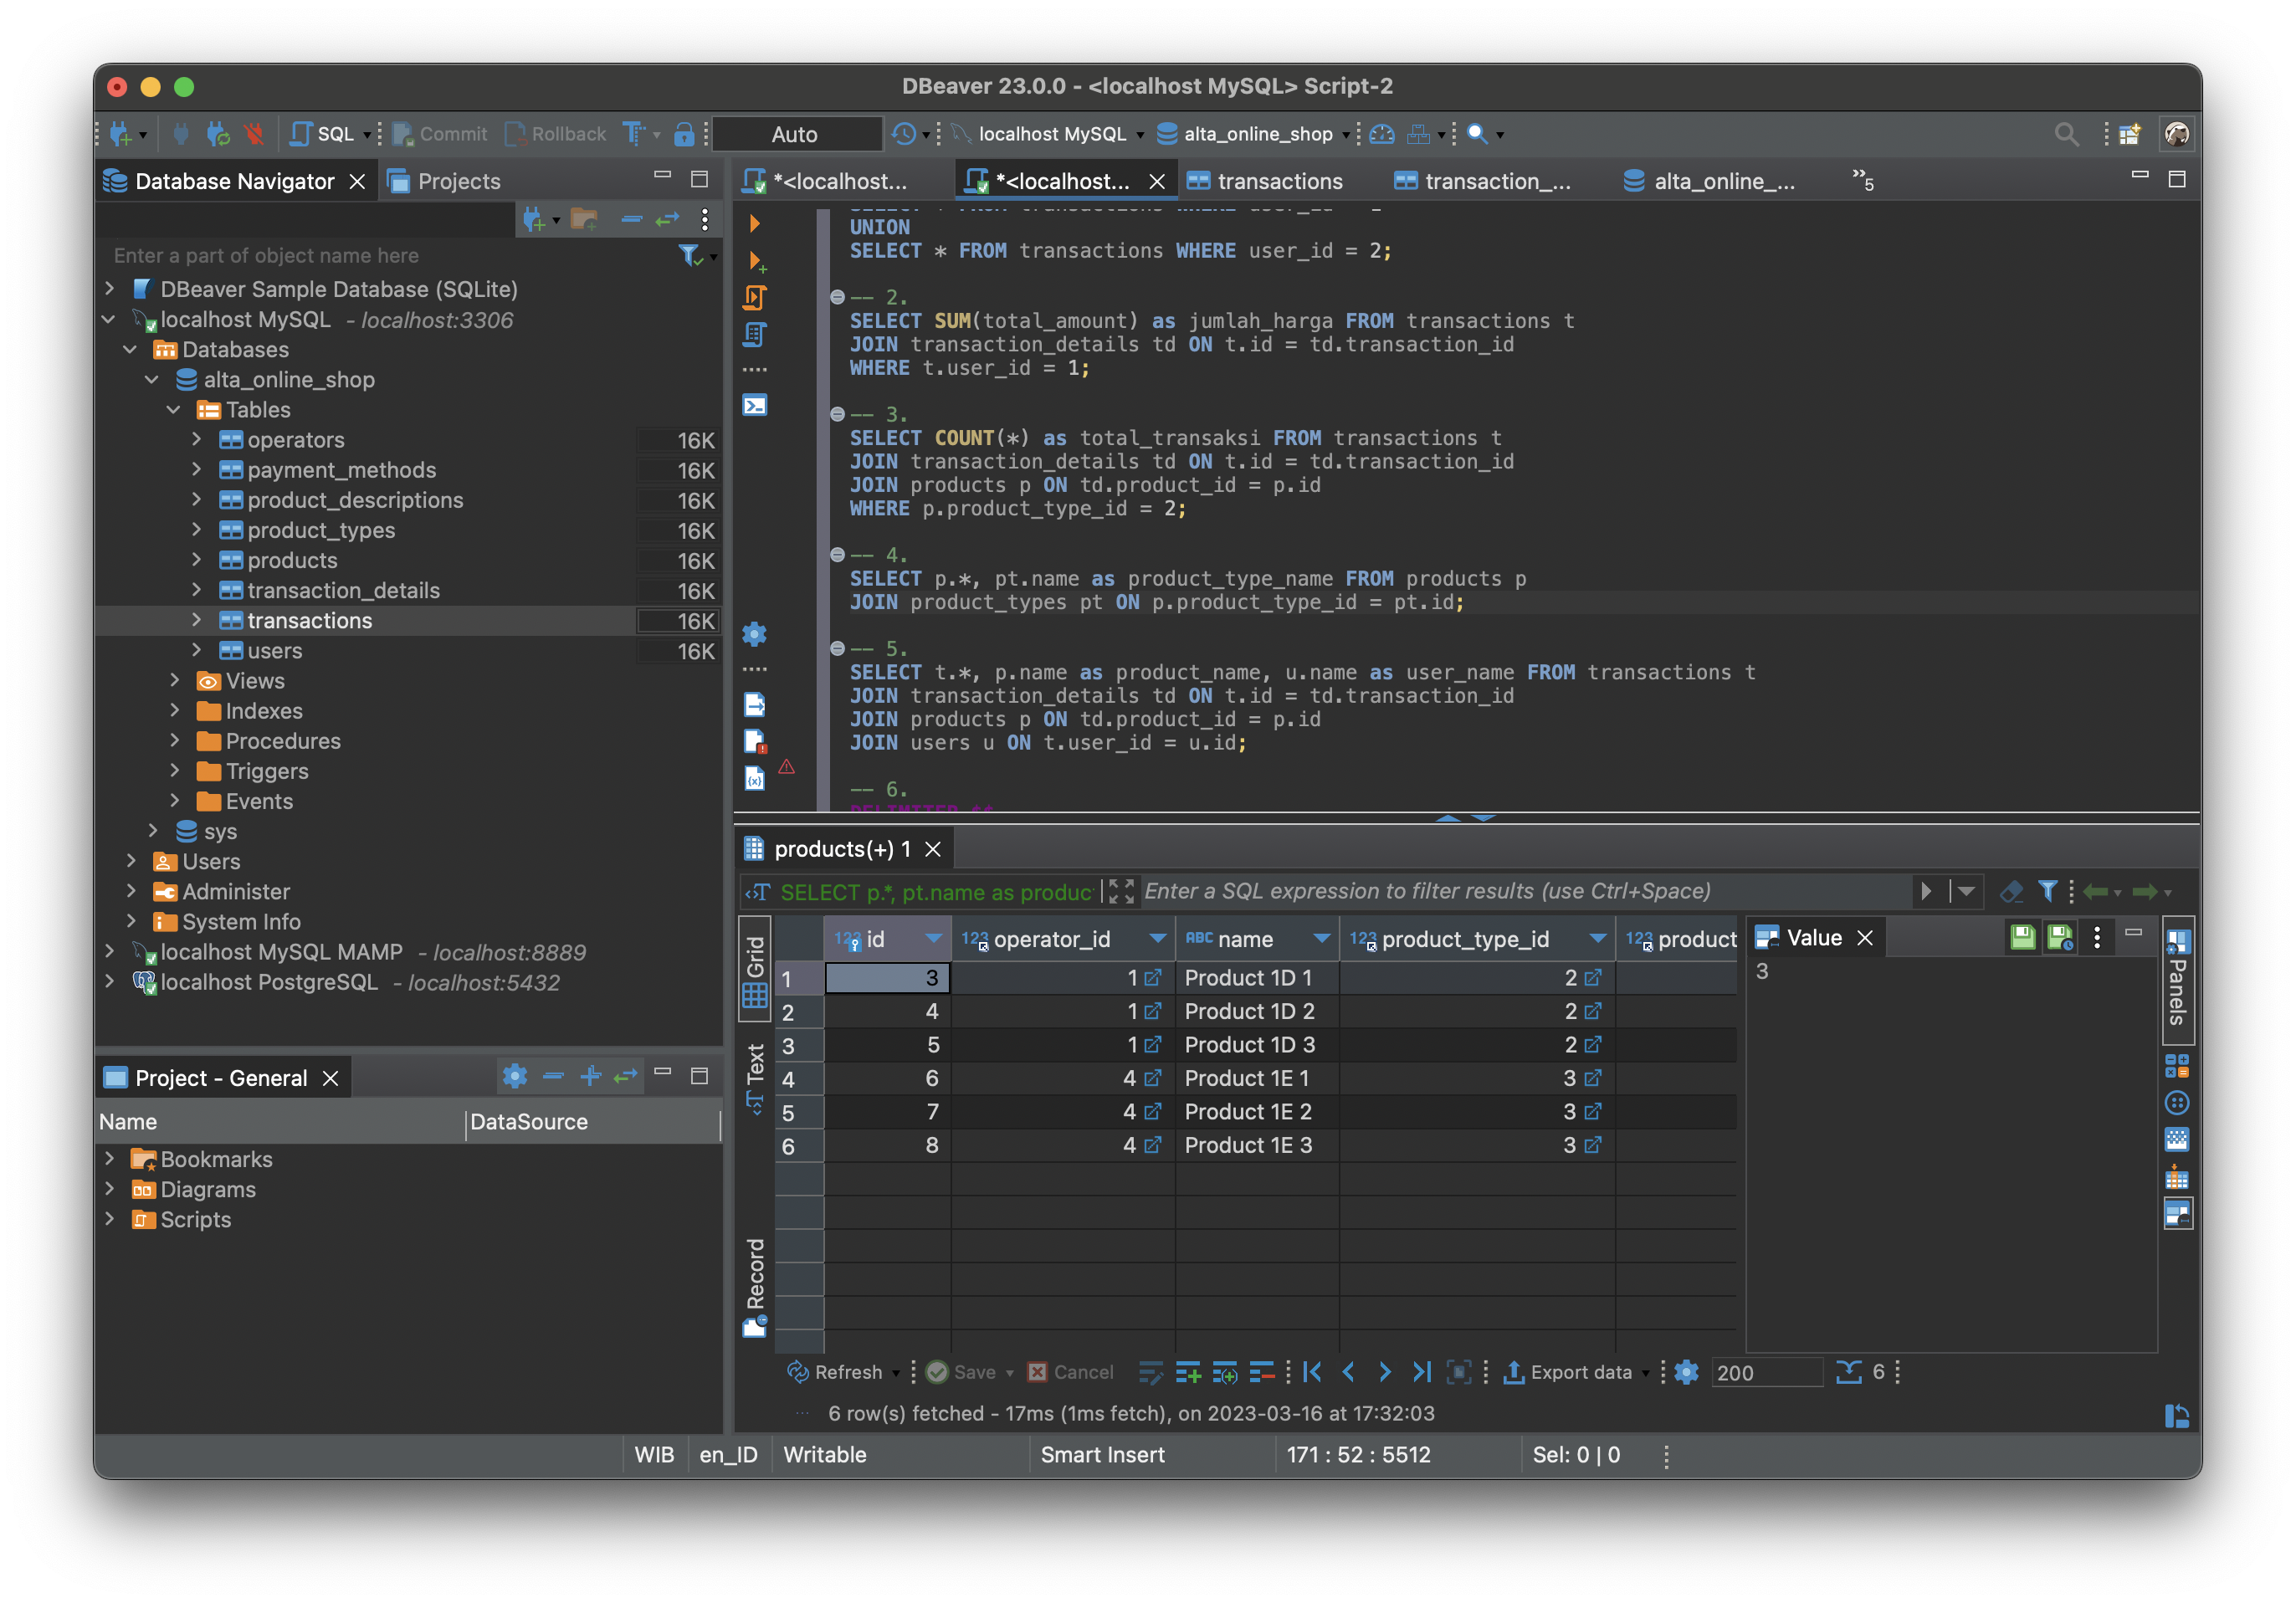 DBeaver 23.0.0 - <localhost MySQL> Script-2
SQL Commit Rollback Auto localhost MySQL alta_online_shop
Database Navigator Projects
*<localhost... *<localhost... transactions transaction_... alta_online_... »5
Enter a part of object name here
DBeaver Sample Database (SQLite)
localhost MySQL - localhost:3306
Databases
alta_online_shop
Tables
operators 16K
payment_methods 16K
product_descriptions 16K
product_types 16K
products 16K
transaction_details 16K
transactions 16K
users 16K
Views
Indexes
Procedures
Triggers
Events
sys
Users
Administer
System Info
localhost MySQL MAMP - localhost:8889
localhost PostgreSQL - localhost:5432
Project - General
Name DataSource
Bookmarks
Diagrams
Scripts
UNION
SELECT * FROM transactions WHERE user_id = 2;
-- 2.
SELECT SUM(total_amount) as jumlah_harga FROM transactions t
JOIN transaction_details td ON t.id = td.transaction_id
WHERE t.user_id = 1;
-- 3.
SELECT COUNT(*) as total_transaksi FROM transactions t
JOIN transaction_details td ON t.id = td.transaction_id
JOIN products p ON td.product_id = p.id
WHERE p.product_type_id = 2;
-- 4.
SELECT p.*, pt.name as product_type_name FROM products p
JOIN product_types pt ON p.product_type_id = pt.id;
-- 5.
SELECT t.*, p.name as product_name, u.name as user_name FROM transactions t
JOIN transaction_details td ON t.id = td.transaction_id
JOIN products p ON td.product_id = p.id
JOIN users u ON t.user_id = u.id;
-- 6.
DELIMITER $$
products(+) 1
SELECT p.*, pt.name as produc Enter a SQL expression to filter results (use Ctrl+Space)
Grid
Text
Record
123 id 123 operator_id ABC name 123 product_type_id 123 product
1 3 1 Product 1D 1 2
2 4 1 Product 1D 2 2
3 5 1 Product 1D 3 2
4 6 4 Product 1E 1 3
5 7 4 Product 1E 2 3
6 8 4 Product 1E 3 3
Value
3
Panels
Refresh Save Cancel Export data 200 6
6 row(s) fetched - 17ms (1ms fetch), on 2023-03-16 at 17:32:03
WIB en_ID Writable Smart Insert 171 : 52 : 5512 Sel: 0 | 0